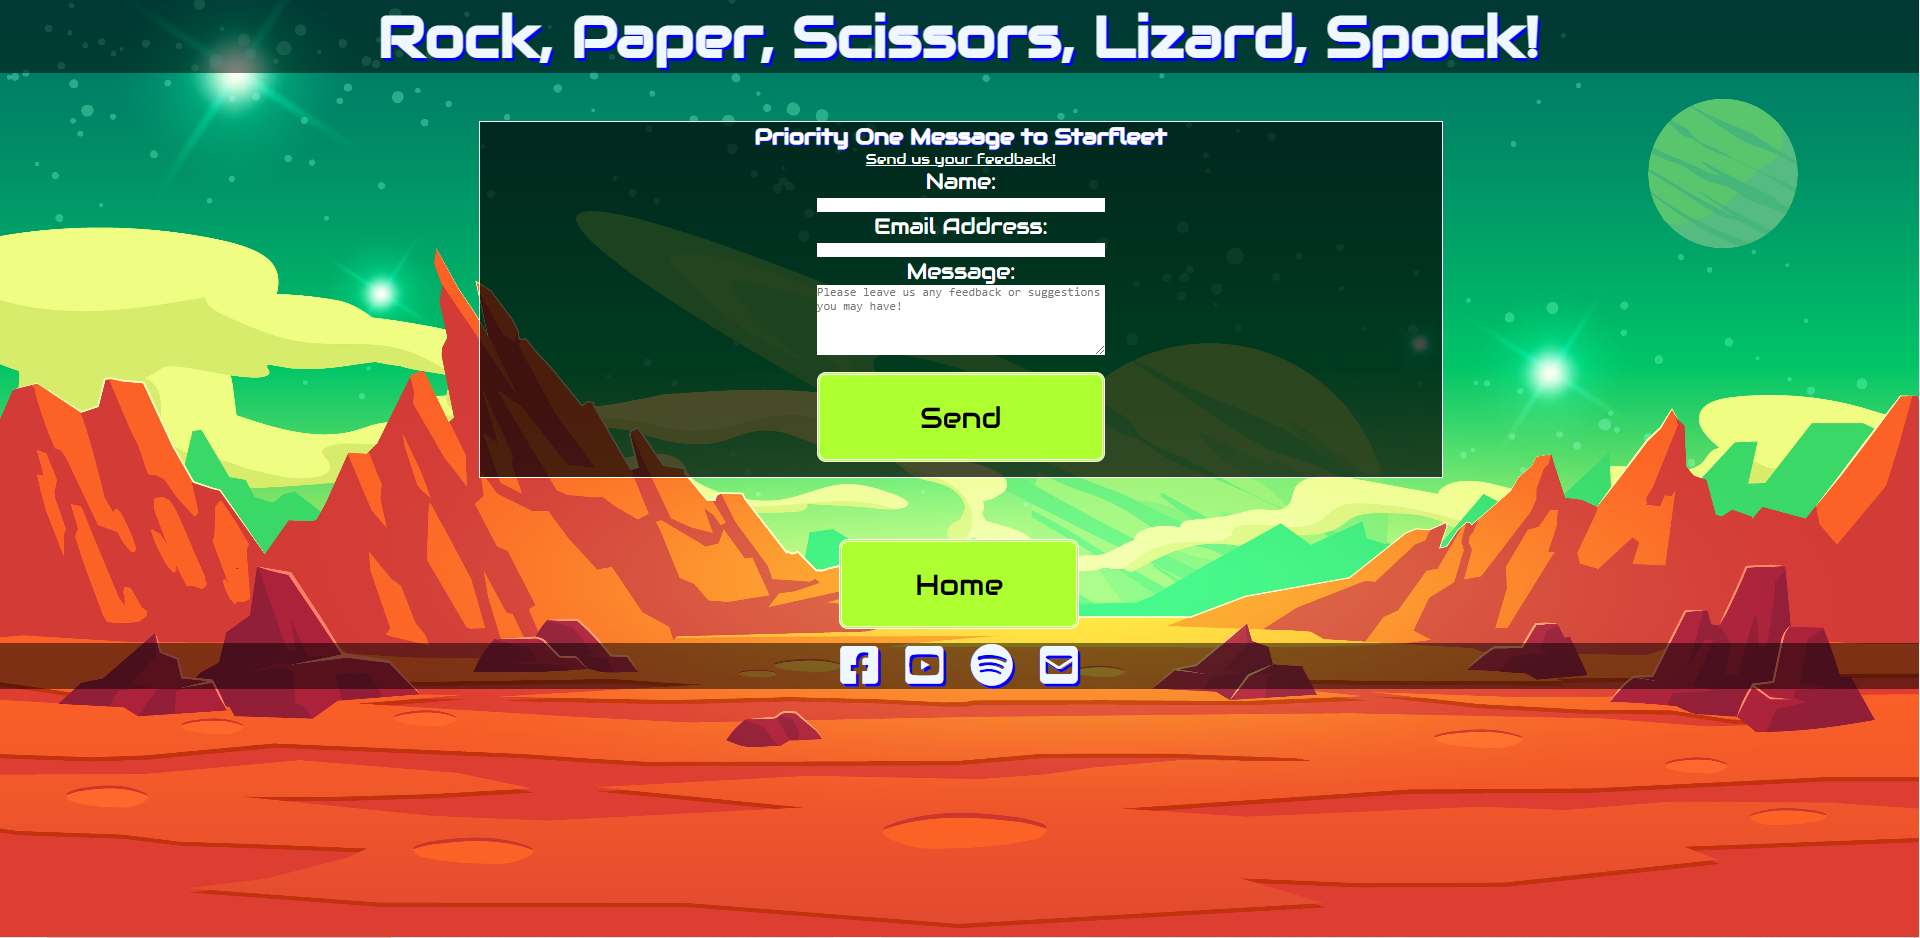 Rock, Paper, Scissors, Lizard, Spock!
Priority One Message to Starfleet
Send us your feedback!
Name:
Email Address:
Message:
Please leave us any feedback or suggestions
you may have!
Send
Home